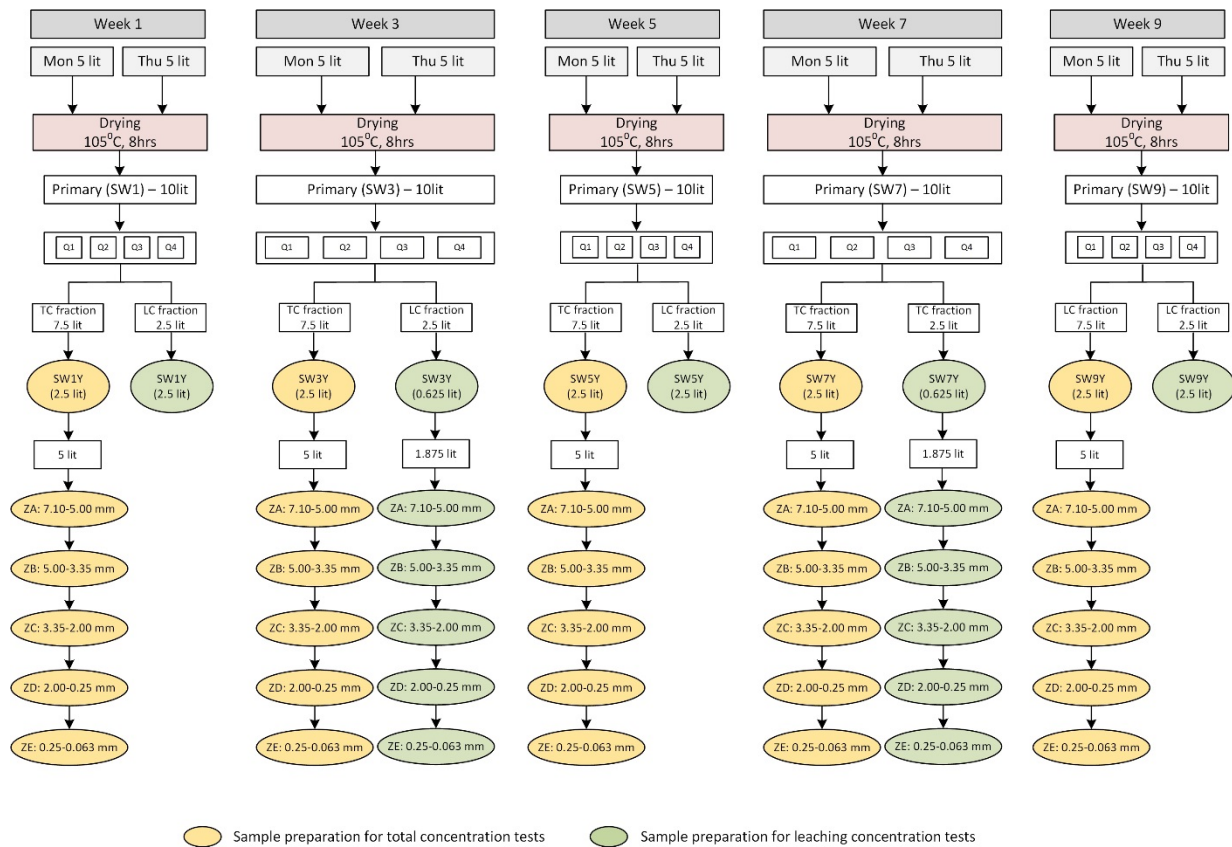 Week 1
Week 3
Week 5
Week 7
Week 9
Mon 5 lit
Thu 5 lit
Mon 5 lit
Thu 5 lit
Mon 5 lit
Thu 5 lit
Mon 5 lit
Thu 5 lit
Mon 5 lit
Thu 5 lit
Drying
105⁰C, 8hrs
Drying
105⁰C, 8hrs
Drying
105⁰C, 8hrs
Drying
105⁰C, 8hrs
Drying
105⁰C, 8hrs
Primary (SW1) – 10lit
Primary (SW3) – 10lit
Primary (SW5) – 10lit
Primary (SW7) – 10lit
Primary (SW9) – 10lit
Q1
Q2
Q3
Q4
Q1
Q2
Q3
Q4
Q1
Q2
Q3
Q4
Q1
Q2
Q3
Q4
Q1
Q2
Q3
Q4
TC fraction
7.5 lit
LC fraction
2.5 lit
TC fraction
7.5 lit
LC fraction
2.5 lit
TC fraction
7.5 lit
LC fraction
2.5 lit
TC fraction
7.5 lit
TC fraction
2.5 lit
LC fraction
7.5 lit
LC fraction
2.5 lit
SW1Y
(2.5 lit)
SW1Y
(2.5 lit)
SW3Y
(2.5 lit)
SW3Y
(0.625 lit)
SW5Y
(2.5 lit)
SW5Y
(2.5 lit)
SW7Y
(2.5 lit)
SW7Y
(0.625 lit)
SW9Y
(2.5 lit)
SW9Y
(2.5 lit)
5 lit
5 lit
1.875 lit
5 lit
5 lit
1.875 lit
5 lit
ZA: 7.10-5.00 mm
ZA: 7.10-5.00 mm
ZA: 7.10-5.00 mm
ZA: 7.10-5.00 mm
ZA: 7.10-5.00 mm
ZA: 7.10-5.00 mm
ZA: 7.10-5.00 mm
ZB: 5.00-3.35 mm
ZB: 5.00-3.35 mm
ZB: 5.00-3.35 mm
ZB: 5.00-3.35 mm
ZB: 5.00-3.35 mm
ZB: 5.00-3.35 mm
ZB: 5.00-3.35 mm
ZC: 3.35-2.00 mm
ZC: 3.35-2.00 mm
ZC: 3.35-2.00 mm
ZC: 3.35-2.00 mm
ZC: 3.35-2.00 mm
ZC: 3.35-2.00 mm
ZC: 3.35-2.00 mm
ZD: 2.00-0.25 mm
ZD: 2.00-0.25 mm
ZD: 2.00-0.25 mm
ZD: 2.00-0.25 mm
ZD: 2.00-0.25 mm
ZD: 2.00-0.25 mm
ZD: 2.00-0.25 mm
ZE: 0.25-0.063 mm
ZE: 0.25-0.063 mm
ZE: 0.25-0.063 mm
ZE: 0.25-0.063 mm
ZE: 0.25-0.063 mm
ZE: 0.25-0.063 mm
ZE: 0.25-0.063 mm
Sample preparation for total concentration tests
Sample preparation for leaching concentration tests